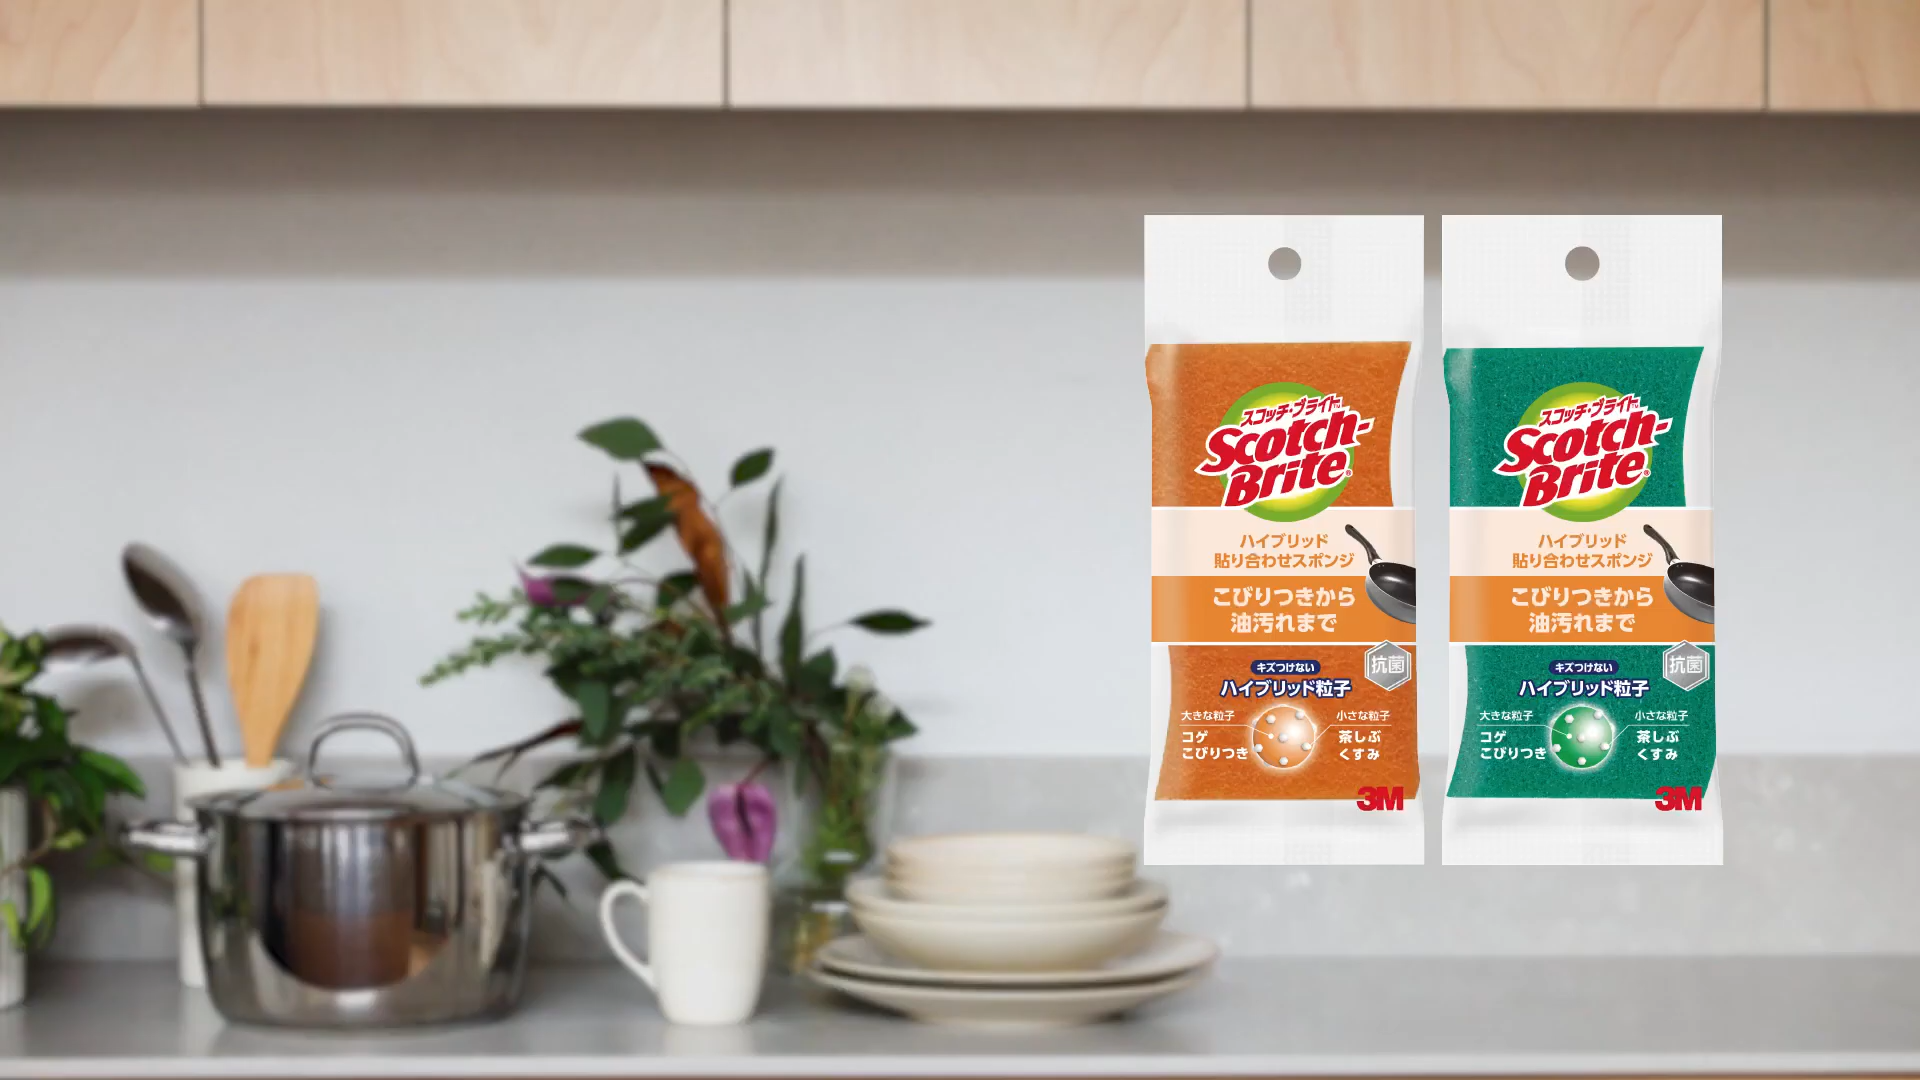 スコッチ・ブライト™
Scotch-
Brite®
ハイブリッド
貼り合わせスポンジ
こびりつきから
油汚れまで
抗菌
キズつけない
ハイブリッド粒子
大きな粒子
コゲ
こびりつき
小さな粒子
茶しぶ
くすみ
3M
スコッチ・ブライト™
Scotch-
Brite®
ハイブリッド
貼り合わせスポンジ
こびりつきから
油汚れまで
抗菌
キズつけない
ハイブリッド粒子
大きな粒子
コゲ
こびりつき
小さな粒子
茶しぶ
くすみ
3M